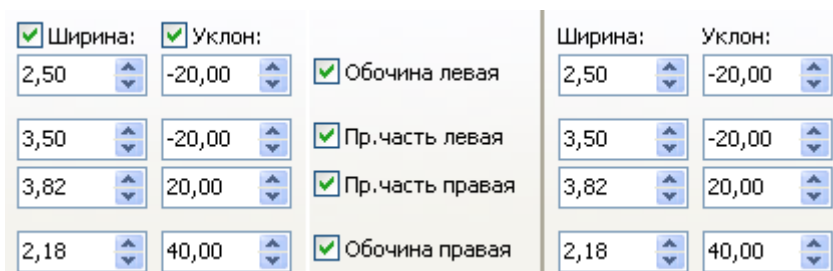 Ширина: Уклон: Ширина: Уклон:
2,50 -20,00 Обочина левая 2,50 -20,00
3,50 -20,00 Пр.часть левая 3,50 -20,00
3,82 20,00 Пр.часть правая 3,82 20,00
2,18 40,00 Обочина правая 2,18 40,00